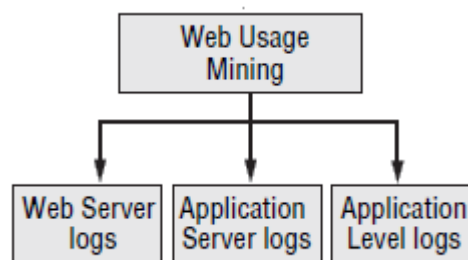 Web Usage
Mining
Web Server
logs
Application
Server logs
Application
Level logs